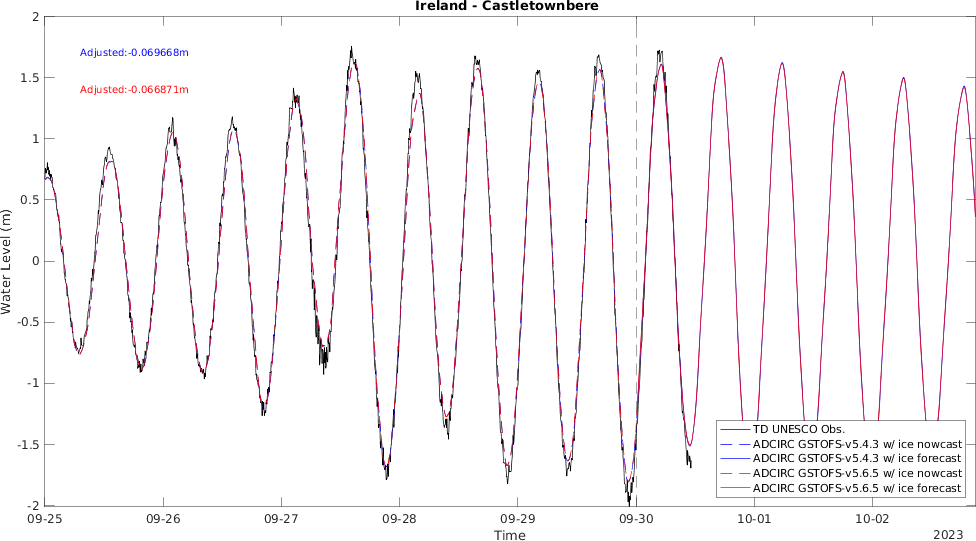 Ireland - Castletownbere
Adjusted:-0.069668m
Adjusted:-0.066871m
Water Level (m)
2
1.5
1
0.5
0
-0.5
-1
-1.5
-2
TD UNESCO Obs.
ADCIRC GSTOFS-v5.4.3 w/ ice nowcast
ADCIRC GSTOFS-v5.4.3 w/ ice forecast
ADCIRC GSTOFS-v5.6.5 w/ ice nowcast
ADCIRC GSTOFS-v5.6.5 w/ ice forecast
09-25 09-26 09-27 09-28 09-29 09-30 10-01 10-02
Time
2023